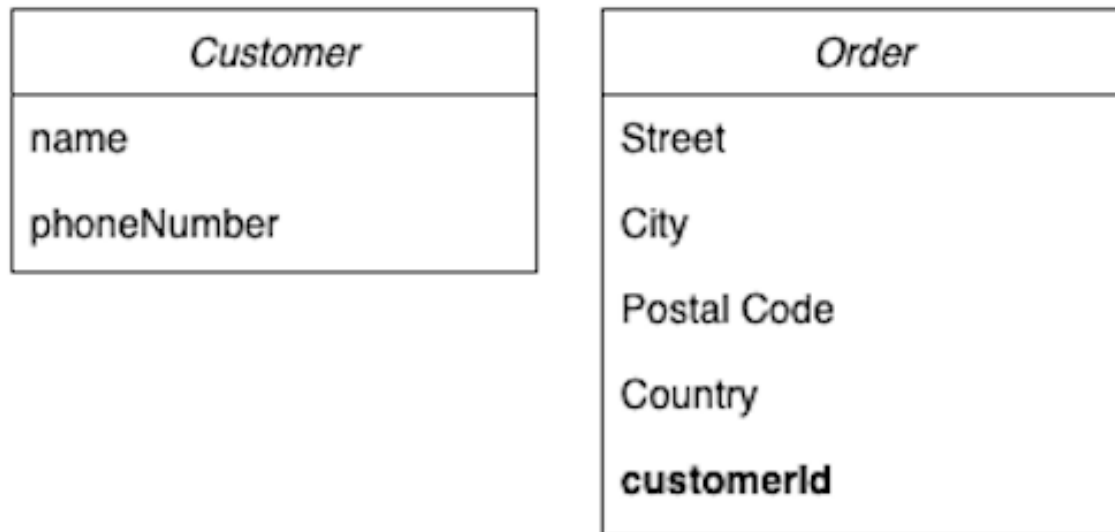 Customer
name
phoneNumber
Order
Street
City
Postal Code
Country
customerId